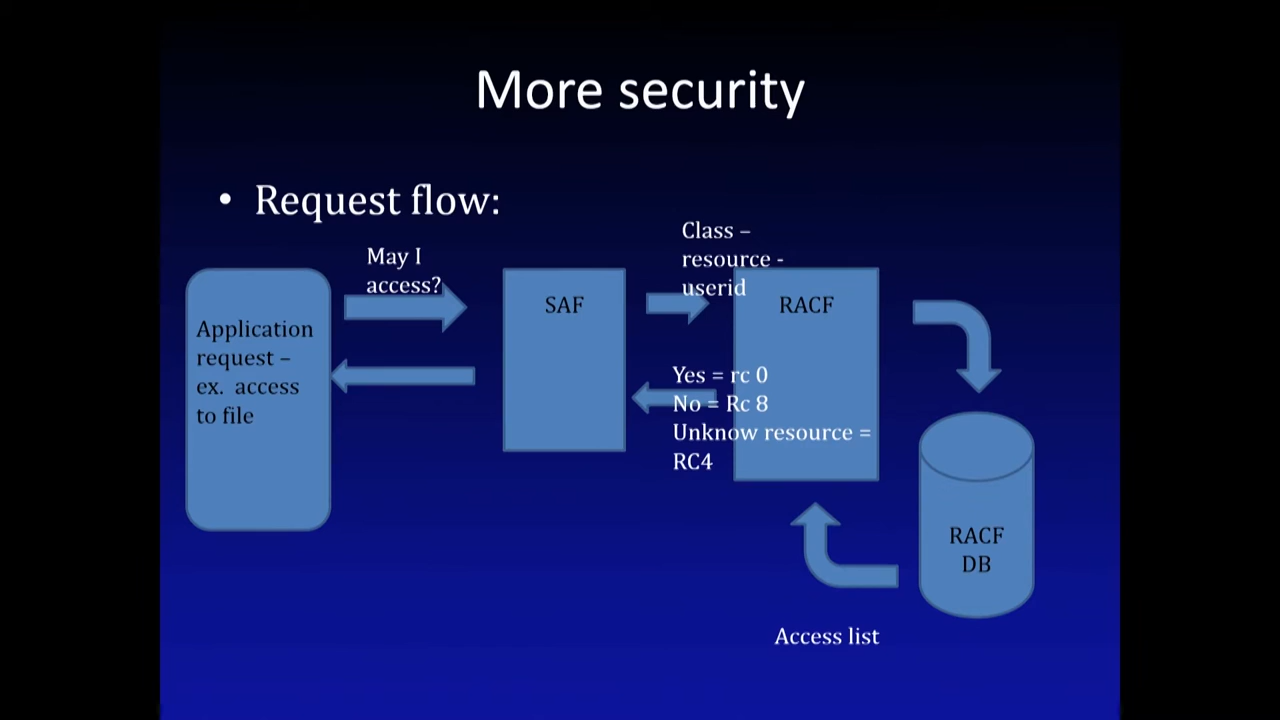 More security
• Request flow:
May I
access?
Class –
resource -
userid
Application
request –
ex. access
to file
SAF
RACF
Yes = rc 0
No = Rc 8
Unknow resource =
RC4
RACF
DB
Access list